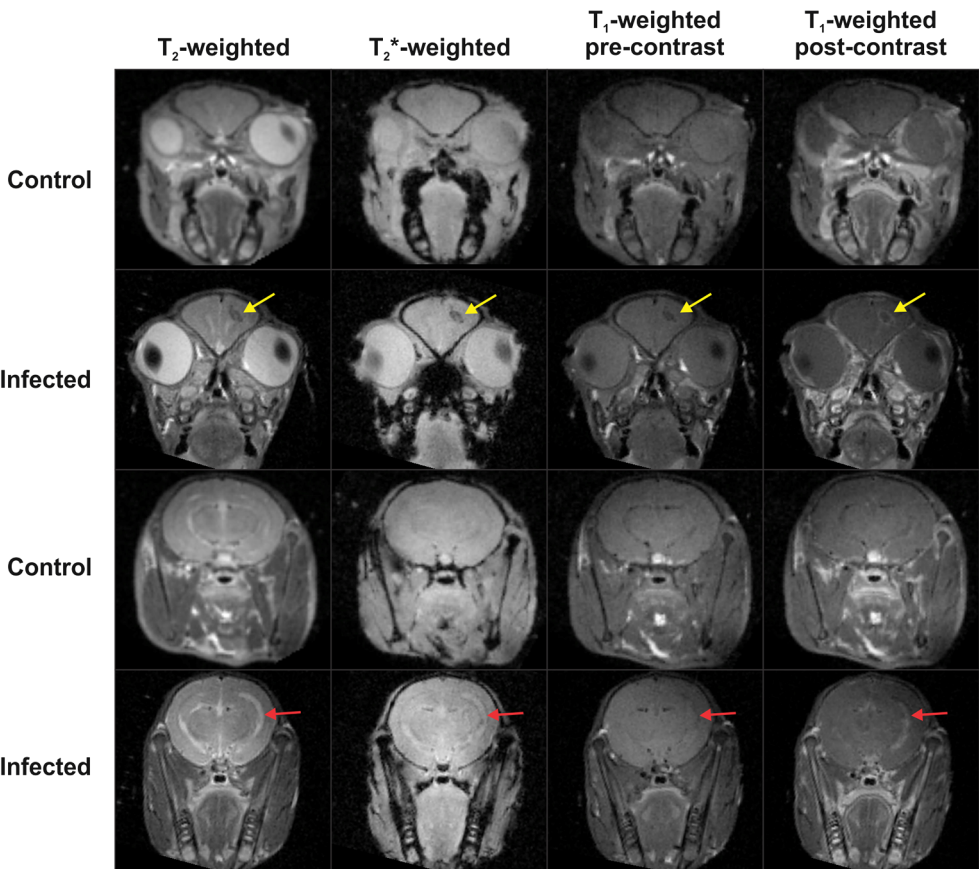 T₂-weighted
T₂*-weighted
T₁-weighted
pre-contrast
T₁-weighted
post-contrast
Control
Infected
Control
Infected